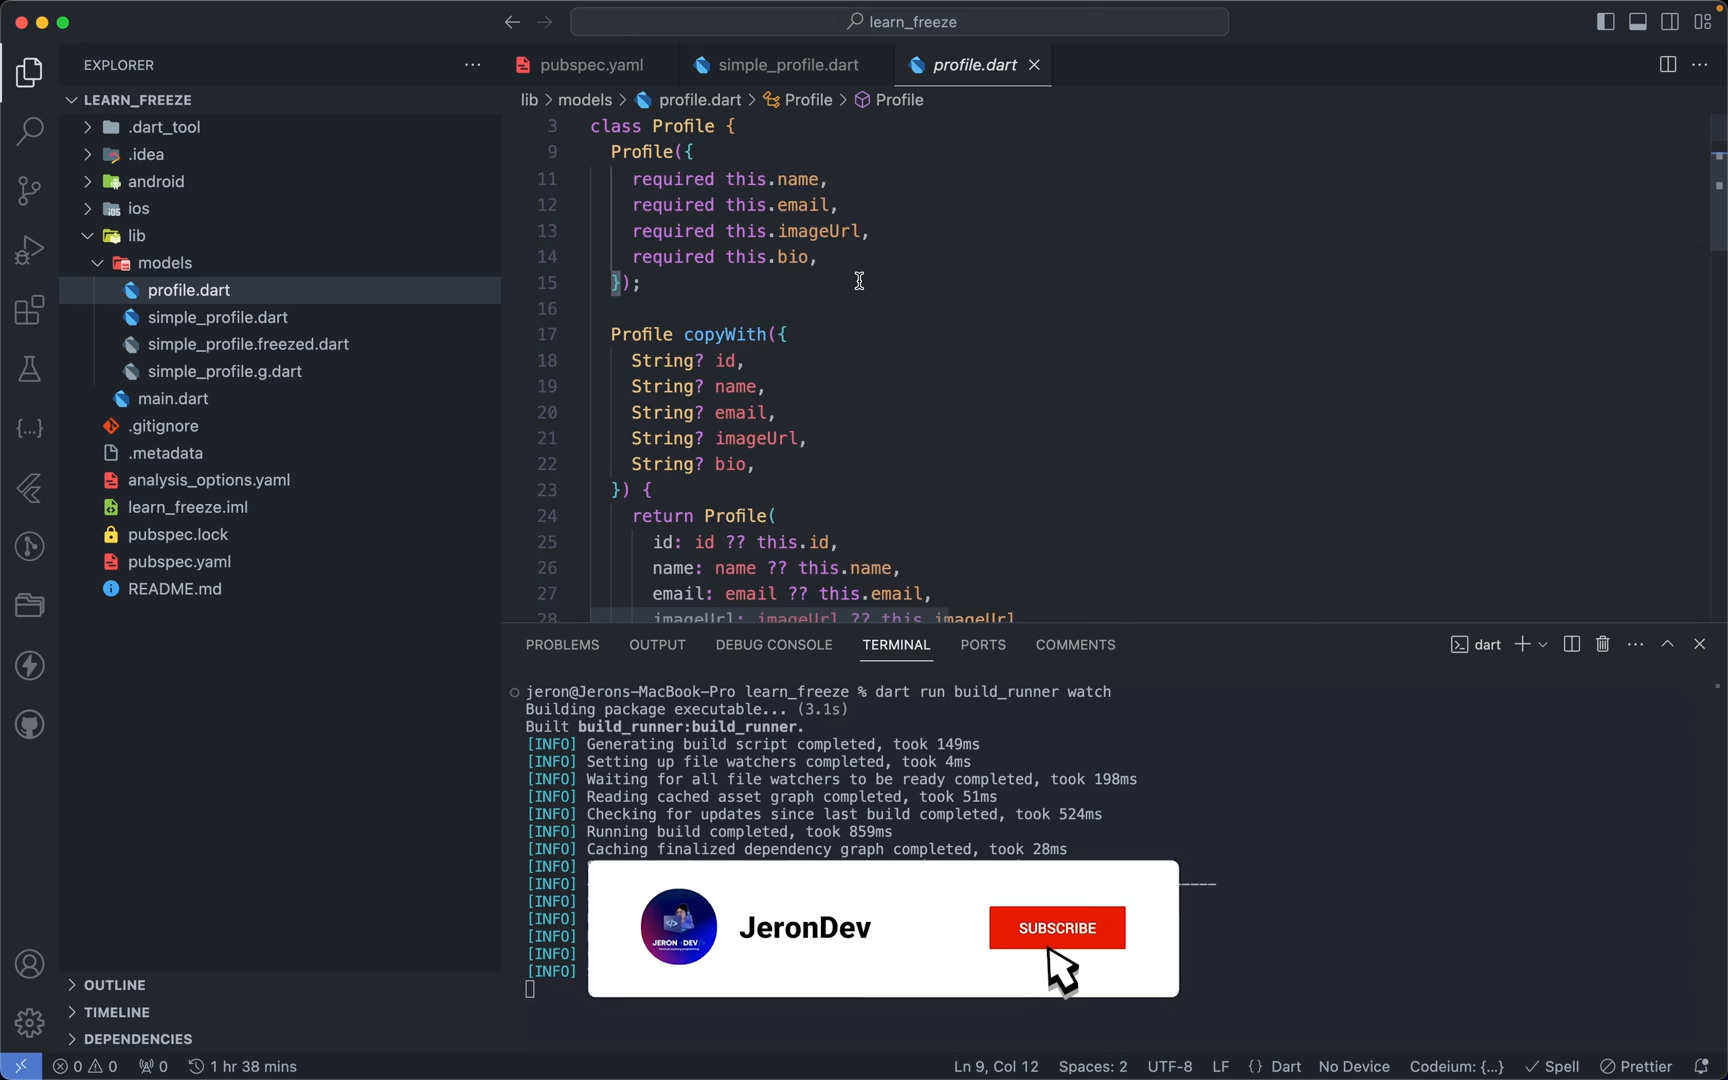 learn_freeze
EXPLORER
LEARN_FREEZE
.dart_tool
.idea
android
ios
lib
models
profile.dart
simple_profile.dart
simple_profile.freezed.dart
simple_profile.g.dart
main.dart
.gitignore
.metadata
analysis_options.yaml
learn_freeze.iml
pubspec.lock
pubspec.yaml
README.md
OUTLINE
TIMELINE
DEPENDENCIES
pubspec.yaml
simple_profile.dart
profile.dart
lib > models > profile.dart > Profile > Profile
3 class Profile {
9 Profile({
11 required this.name,
12 required this.email,
13 required this.imageUrl,
14 required this.bio,
15 });
16
17 Profile copyWith({
18 String? id,
19 String? name,
20 String? email,
21 String? imageUrl,
22 String? bio,
23 }) {
24 return Profile(
25 id: id ?? this.id,
26 name: name ?? this.name,
27 email: email ?? this.email,
28 imageUrl: imageUrl ?? this.imageUrl
PROBLEMS OUTPUT DEBUG CONSOLE TERMINAL PORTS COMMENTS
dart
jeron@Jerons-MacBook-Pro learn_freeze % dart run build_runner watch
Building package executable... (3.1s)
Built build_runner:build_runner.
[INFO] Generating build script completed, took 149ms
[INFO] Setting up file watchers completed, took 4ms
[INFO] Waiting for all file watchers to be ready completed, took 198ms
[INFO] Reading cached asset graph completed, took 51ms
[INFO] Checking for updates since last build completed, took 524ms
[INFO] Running build completed, took 859ms
[INFO] Caching finalized dependency graph completed, took 28ms
[INFO]
[INFO]
[INFO]
[INFO]
[INFO]
[INFO]
[INFO]
JERON DEV
JeronDev
SUBSCRIBE
0 0 0 1 hr 38 mins
Ln 9, Col 12 Spaces: 2 UTF-8 LF {} Dart No Device Codeium: {...} Spell Prettier